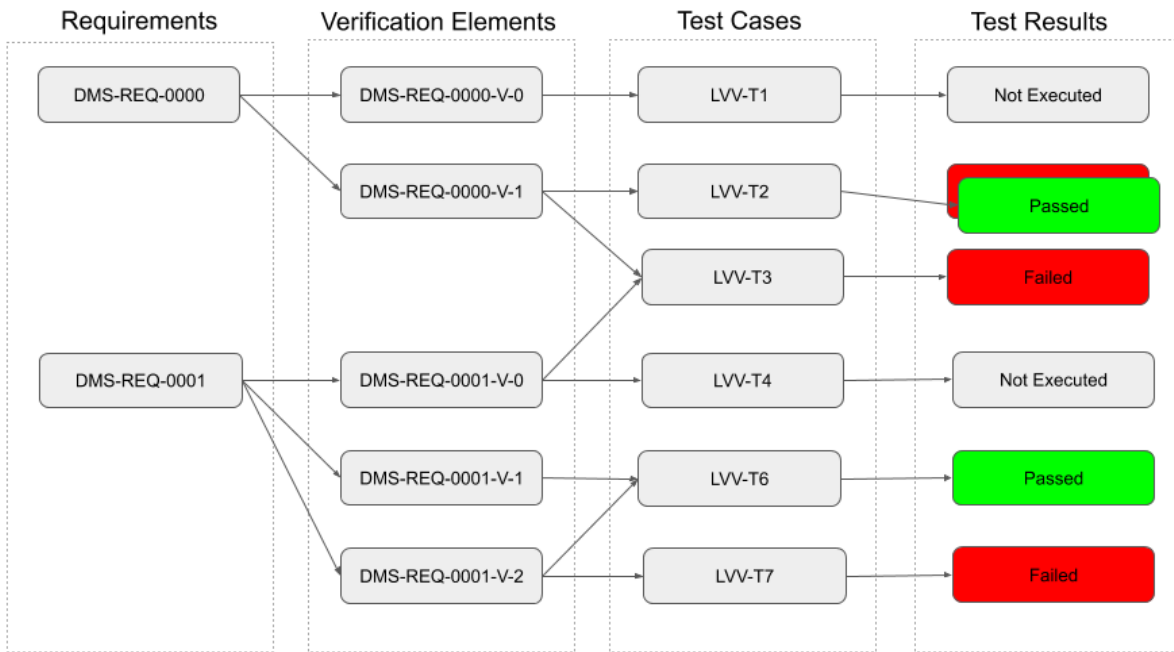 Requirements Verification Elements Test Cases Test Results
DMS-REQ-0000 DMS-REQ-0000-V-0 LVV-T1 Not Executed
DMS-REQ-0000-V-1 LVV-T2 Passed
LVV-T3 Failed
DMS-REQ-0001 DMS-REQ-0001-V-0 LVV-T4 Not Executed
DMS-REQ-0001-V-1 LVV-T6 Passed
DMS-REQ-0001-V-2 LVV-T7 Failed